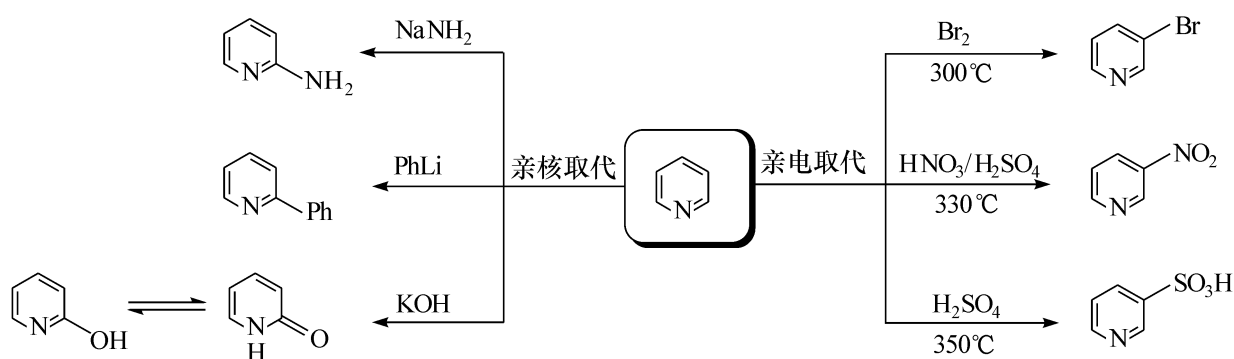 NaNH2
N
NH2
PhLi
亲核取代
N
Ph
KOH
N
OH
N
H
O
N
亲电取代
Br2
300℃
Br
N
HNO3/H2SO4
330℃
NO2
N
H2SO4
350℃
SO3H
N